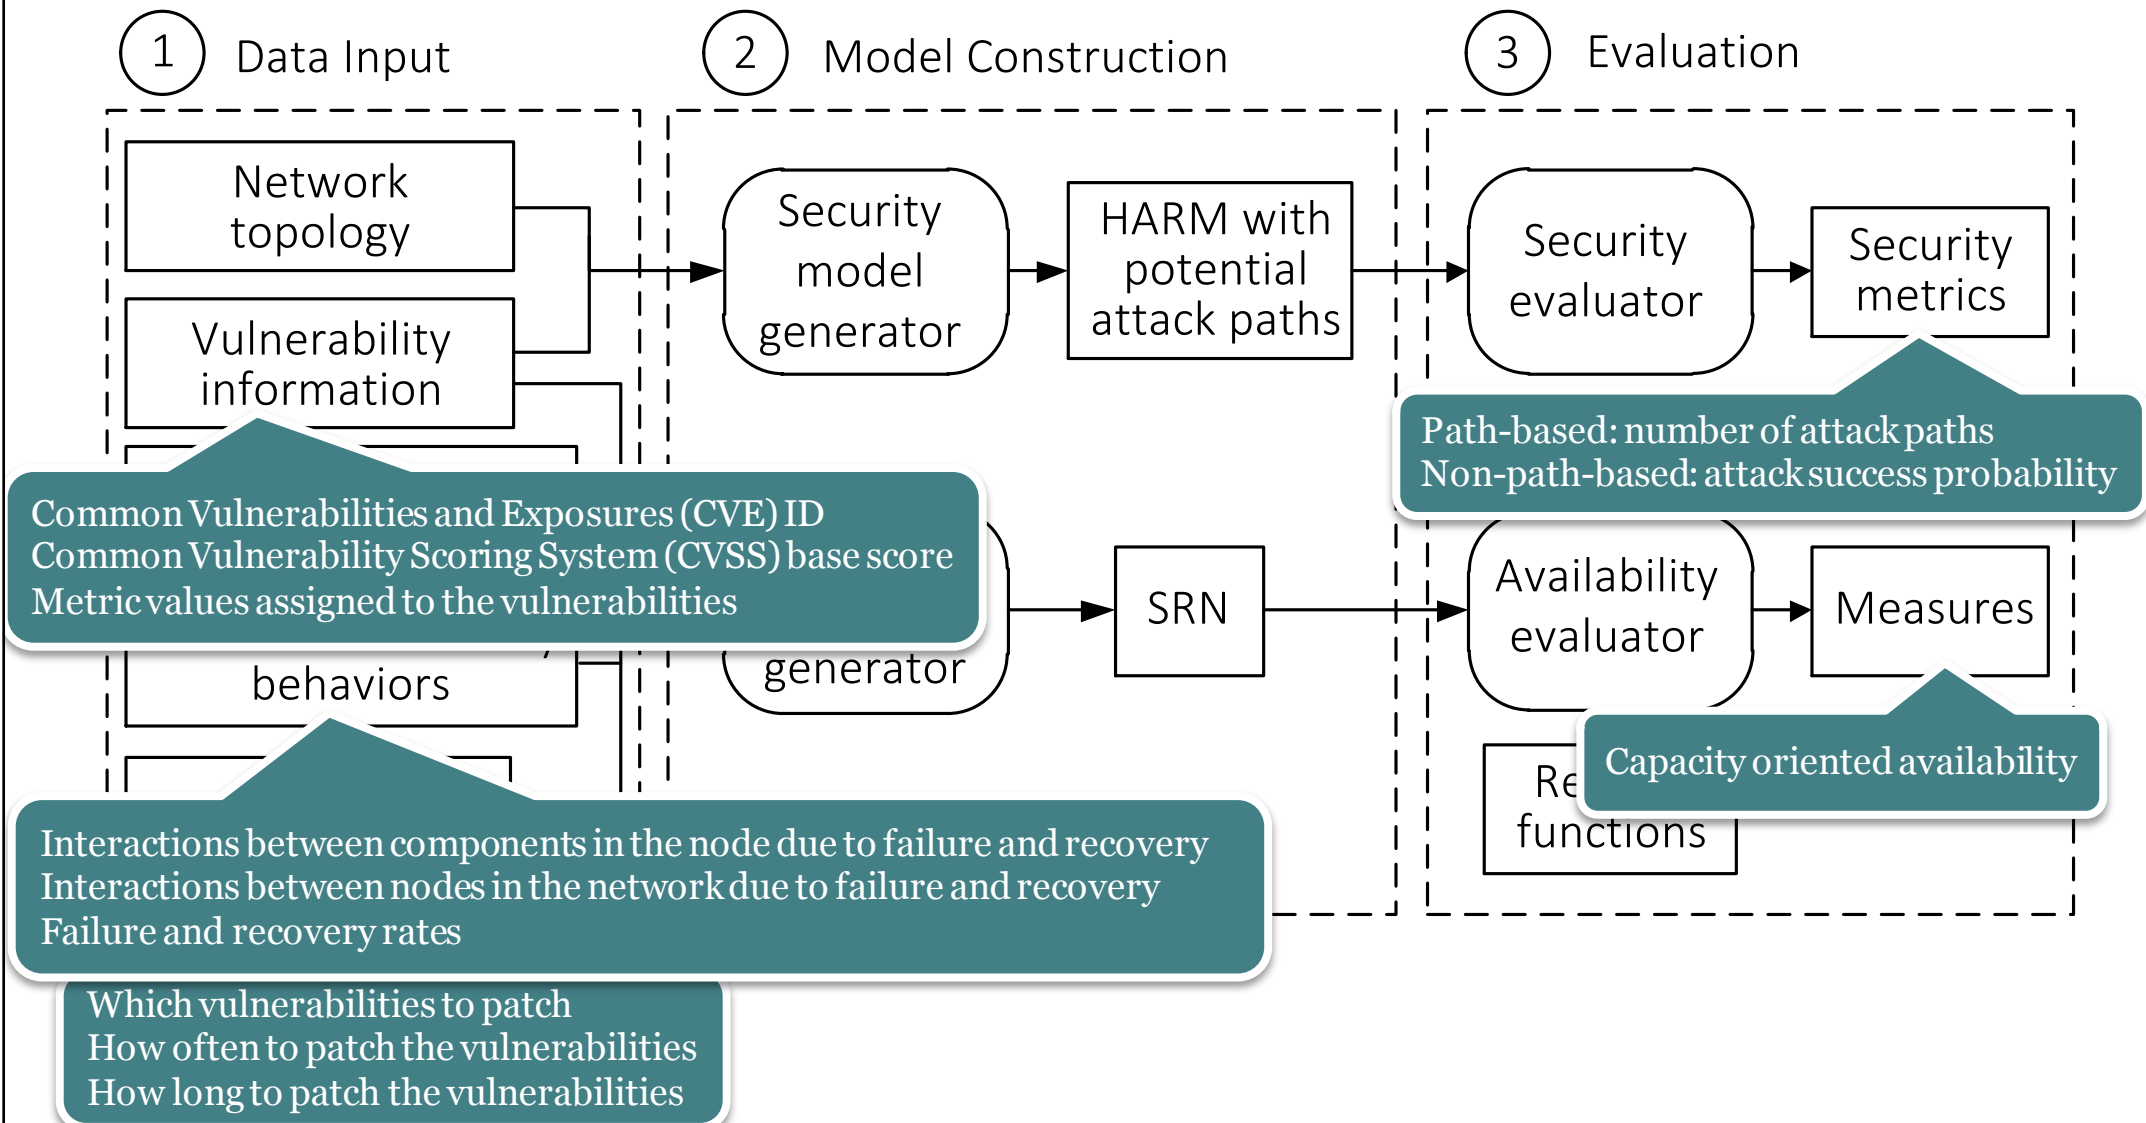 1 Data Input
2 Model Construction
3 Evaluation
Network
topology
Vulnerability
information
Security
model
generator
HARM with
potential
attack paths
Security
evaluator
Security
metrics
Path-based: number of attack paths
Non-path-based: attack success probability
Common Vulnerabilities and Exposures (CVE) ID
Common Vulnerability Scoring System (CVSS) base score
Metric values assigned to the vulnerabilities
behaviors
generator
SRN
Availability
evaluator
Measures
Capacity oriented availability
functions
Interactions between components in the node due to failure and recovery
Interactions between nodes in the network due to failure and recovery
Failure and recovery rates
Which vulnerabilities to patch
How often to patch the vulnerabilities
How long to patch the vulnerabilities